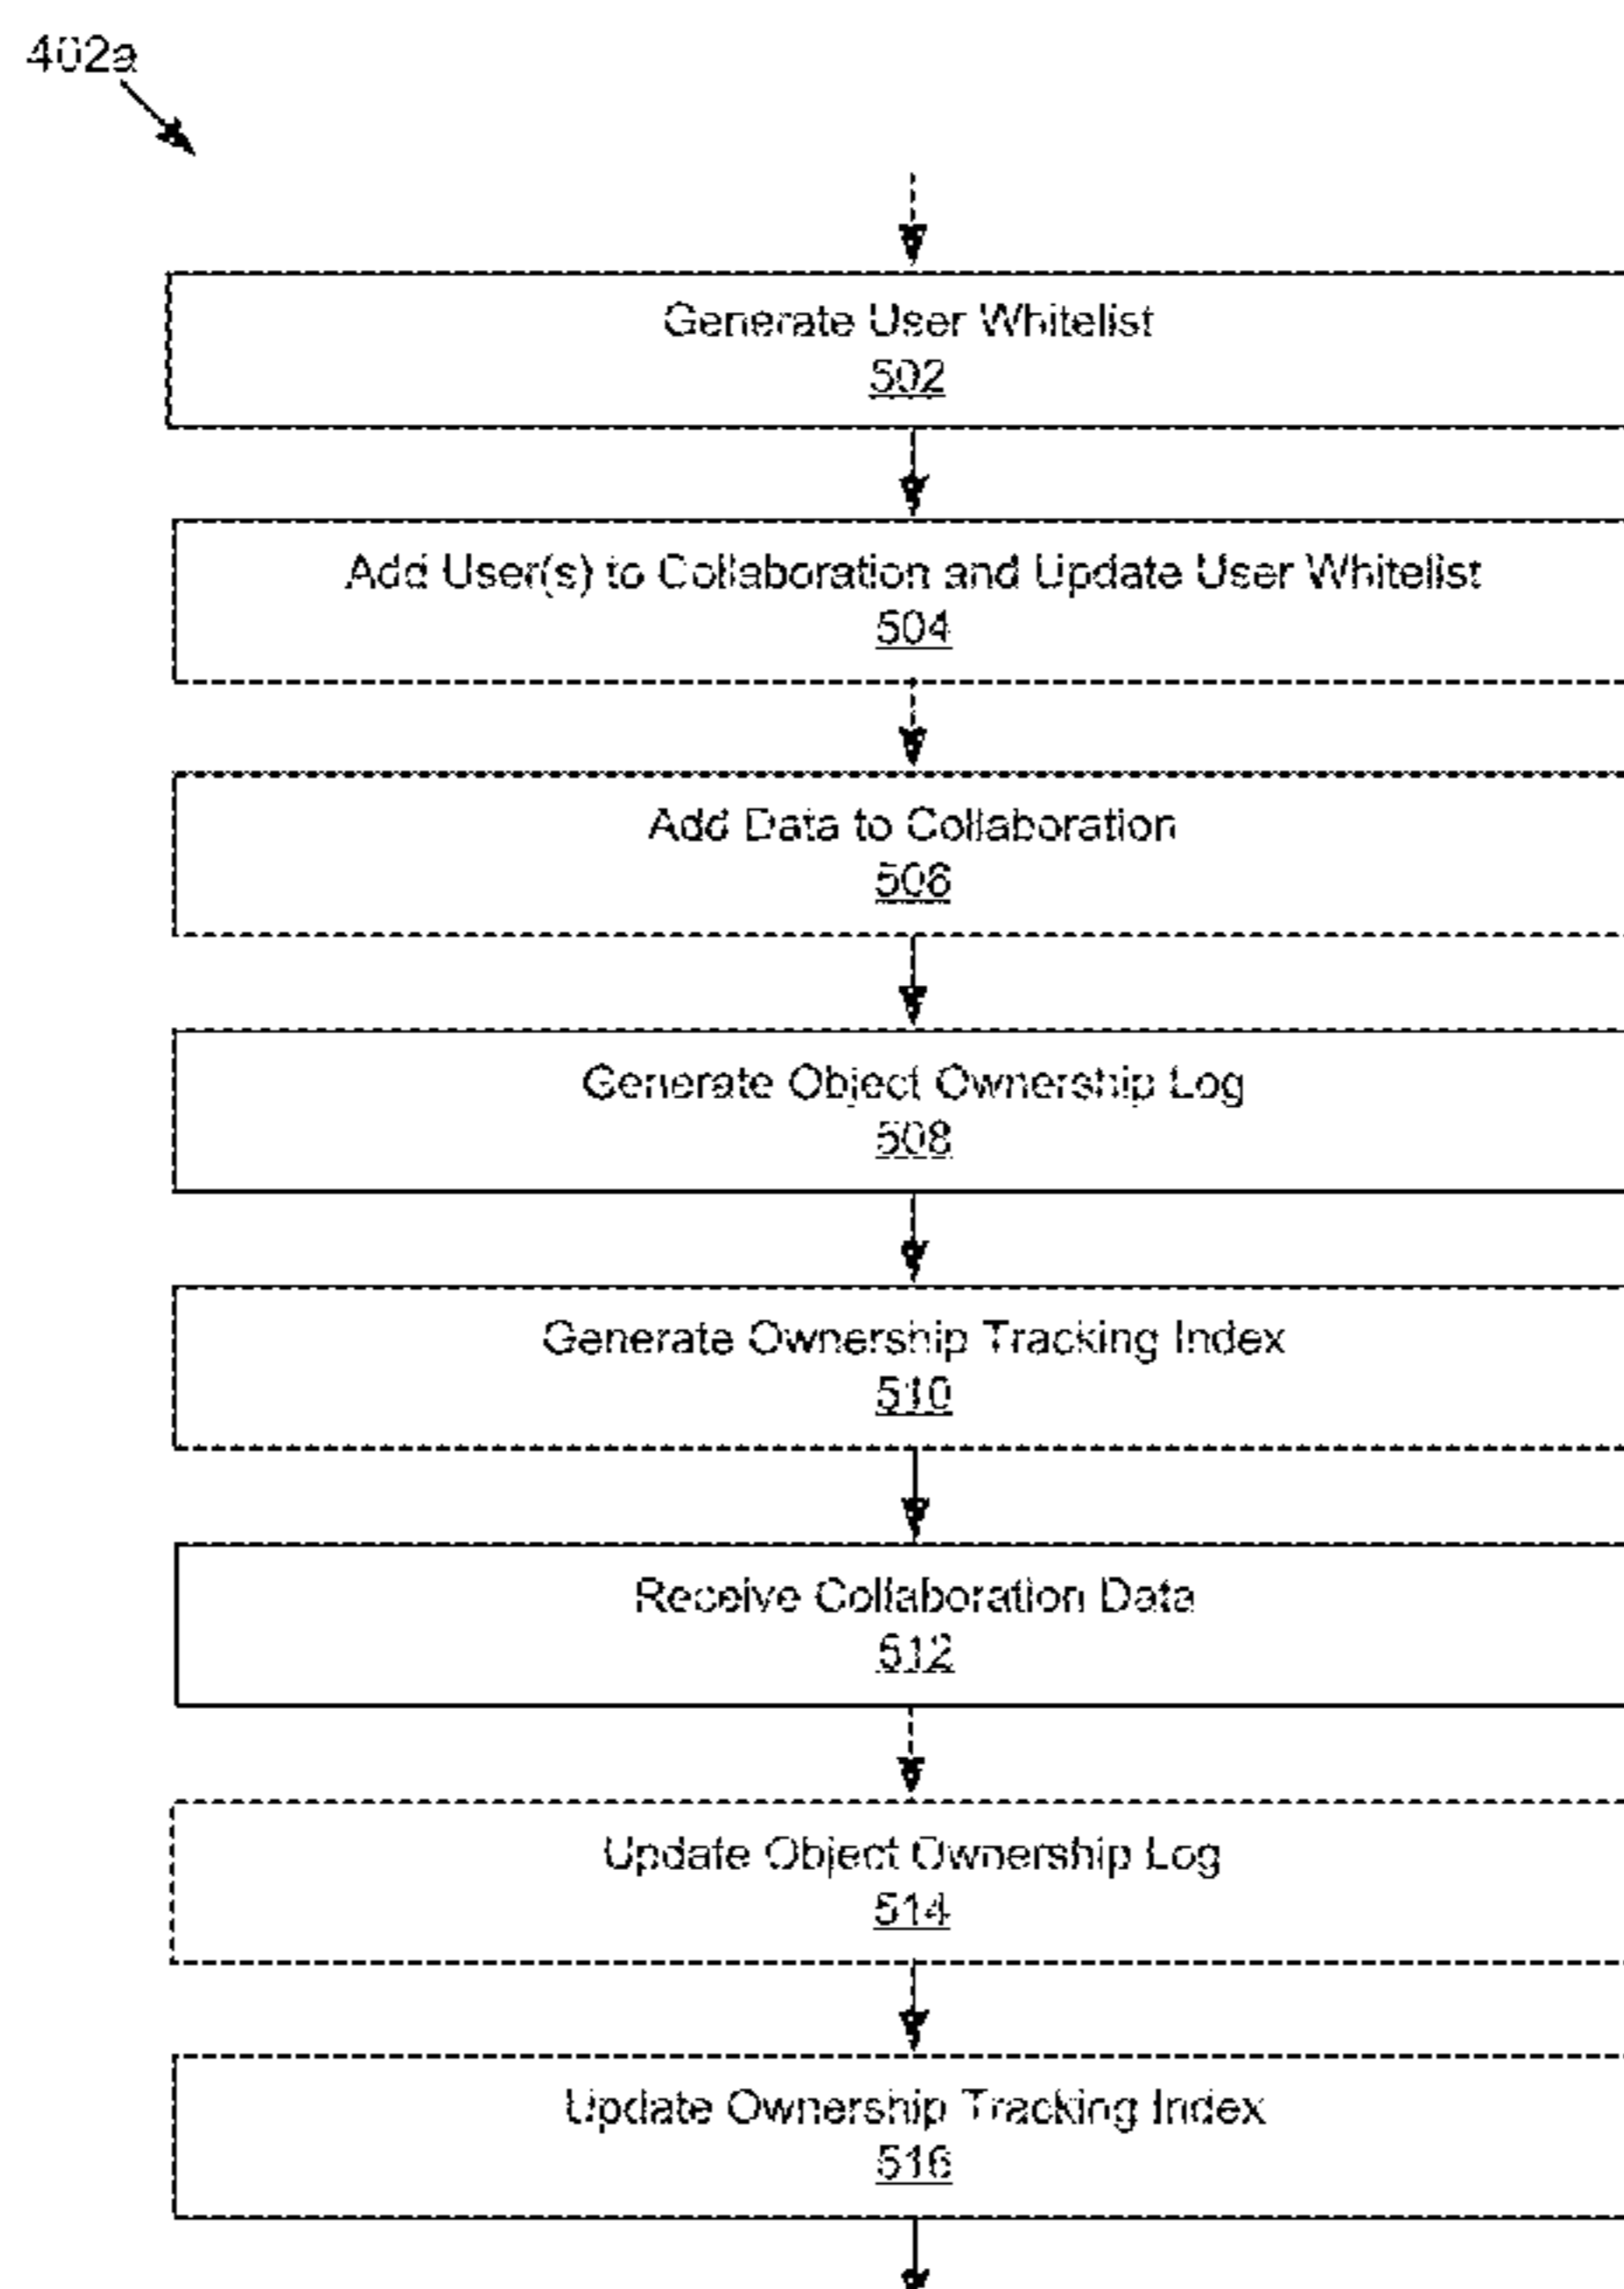 402a
Generate User Whitelist
502
Add User(s) to Collaboration and Update User Whitelist
504
Add Data to Collaboration
506
Generate Object Ownership Log
508
Generate Ownership Tracking Index
510
Receive Collaboration Data
512
Update Object Ownership Log
514
Update Ownership Tracking Index
516